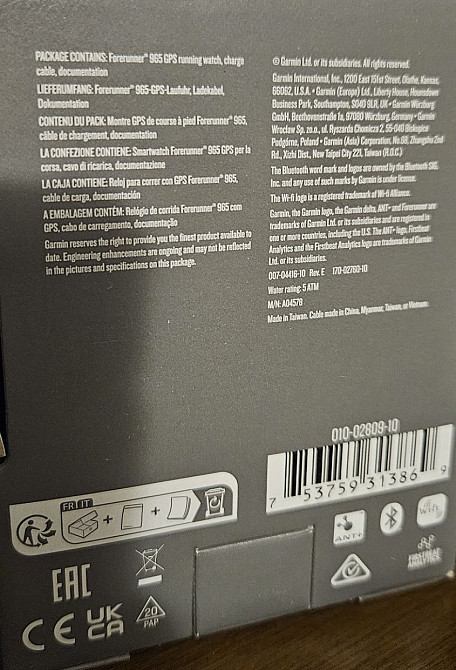 PACKAGE CONTAINS: Forerunner® 965 GPS running watch, charge
cable, documentation
LIEFERUMFANG: Forerunner® 965-GPS-Laufuhr, Ladekabel,
Dokumentation
CONTENU DU PACK: Montre GPS de course à pied Forerunner® 965,
câble de chargement, documentation
LA CONFEZIONE CONTIENE: Smartwatch Forerunner® 965 GPS per la
corsa, cavo di ricarica, documentazione
LA CAJA CONTIENE: Reloj para correr con GPS Forerunner® 965,
cable de carga, documentación
A EMBALAGEM CONTÉM: Relógio de corrida Forerunner® 965 com
GPS, cabo de carregamento, documentação
Garmin reserves the right to provide you the finest product available to
date. Engineering enhancements are ongoing and may not be reflected
in the pictures and specifications on this package.
© Garmin Ltd. or its subsidiaries. All rights reserved.
Garmin International, Inc., 1200 East 151st Street, Olathe, Kansas,
66062, U.S.A. • Garmin (Europe) Ltd., Liberty House, Hounsdown
Business Park, Southampton, SO40 9LR, UK • Garmin Würzburg
GmbH, Beethovenstraße 1a, 97080 Würzburg, Germany • Garmin
Wrocław Sp. zo.o., ul. Ryszarda Chomicza 2, 55-040 Bielogico
Podgórne, Poland • Garmin (Asia) Corporation, No.68, Zhangshu 2nd
Rd., Xizhi Dist., New Taipei City 221, Taiwan (R.O.C.)
The Bluetooth word mark and logos are owned by the Bluetooth SIG,
Inc. and any use of such marks by Garmin is under license.
The Wi-Fi logo is a registered trademark of Wi-Fi Alliance.
Garmin, the Garmin logo, the Garmin delta, ANT+ and Forerunner are
trademarks of Garmin Ltd. or its subsidiaries and are registered in
one or more countries, including the U.S. The ANT+ logo, Firstbeat
Analytics and the Firstbeat Analytics logo are trademarks of Garmin
Ltd. or its subsidiaries.
007-04416-10 Rev. E 170-02760-10
Water rating: 5 ATM
M/N: A04578
Made in Taiwan. Cable made in China, Myanmar, Taiwan, or Vietnam.
010-02809-10
7 53759 31386 9
FR IT
ANT+
Wi Fi
FIRSTBEAT
ANALYTICS
EAC
CE UK
CA
20
PAP